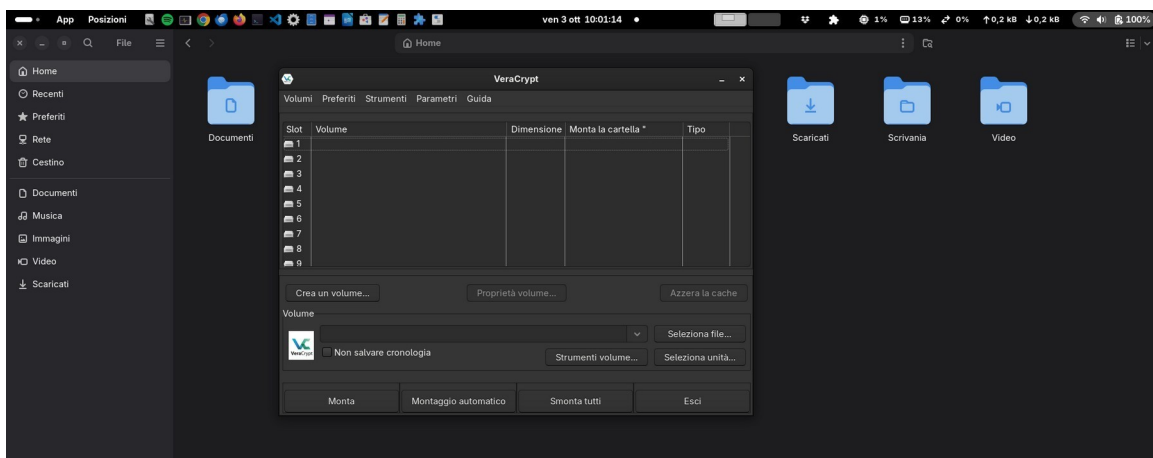 App Posizioni ven 3 ott 10:01:14 1% 13% 0% ↑0,2 kB ↓0,2 kB 100%
File Home
Home
Recenti
Preferiti
Rete
Cestino
Documenti
Musica
Immagini
Video
Scaricati
Documenti
VeraCrypt
Volumi Preferiti Strumenti Parametri Guida
Slot Volume Dimensione Monta la cartella Tipo
1
2
3
4
5
6
7
8
9
Crea un volume... Proprietà volume... Azzera la cache
Volume
Seleziona file...
VeraCrypt
Non salvare cronologia
Strumenti volume... Seleziona unità...
Monta Montaggio automatico Smonta tutti Esci
Scaricati Scrivania Video